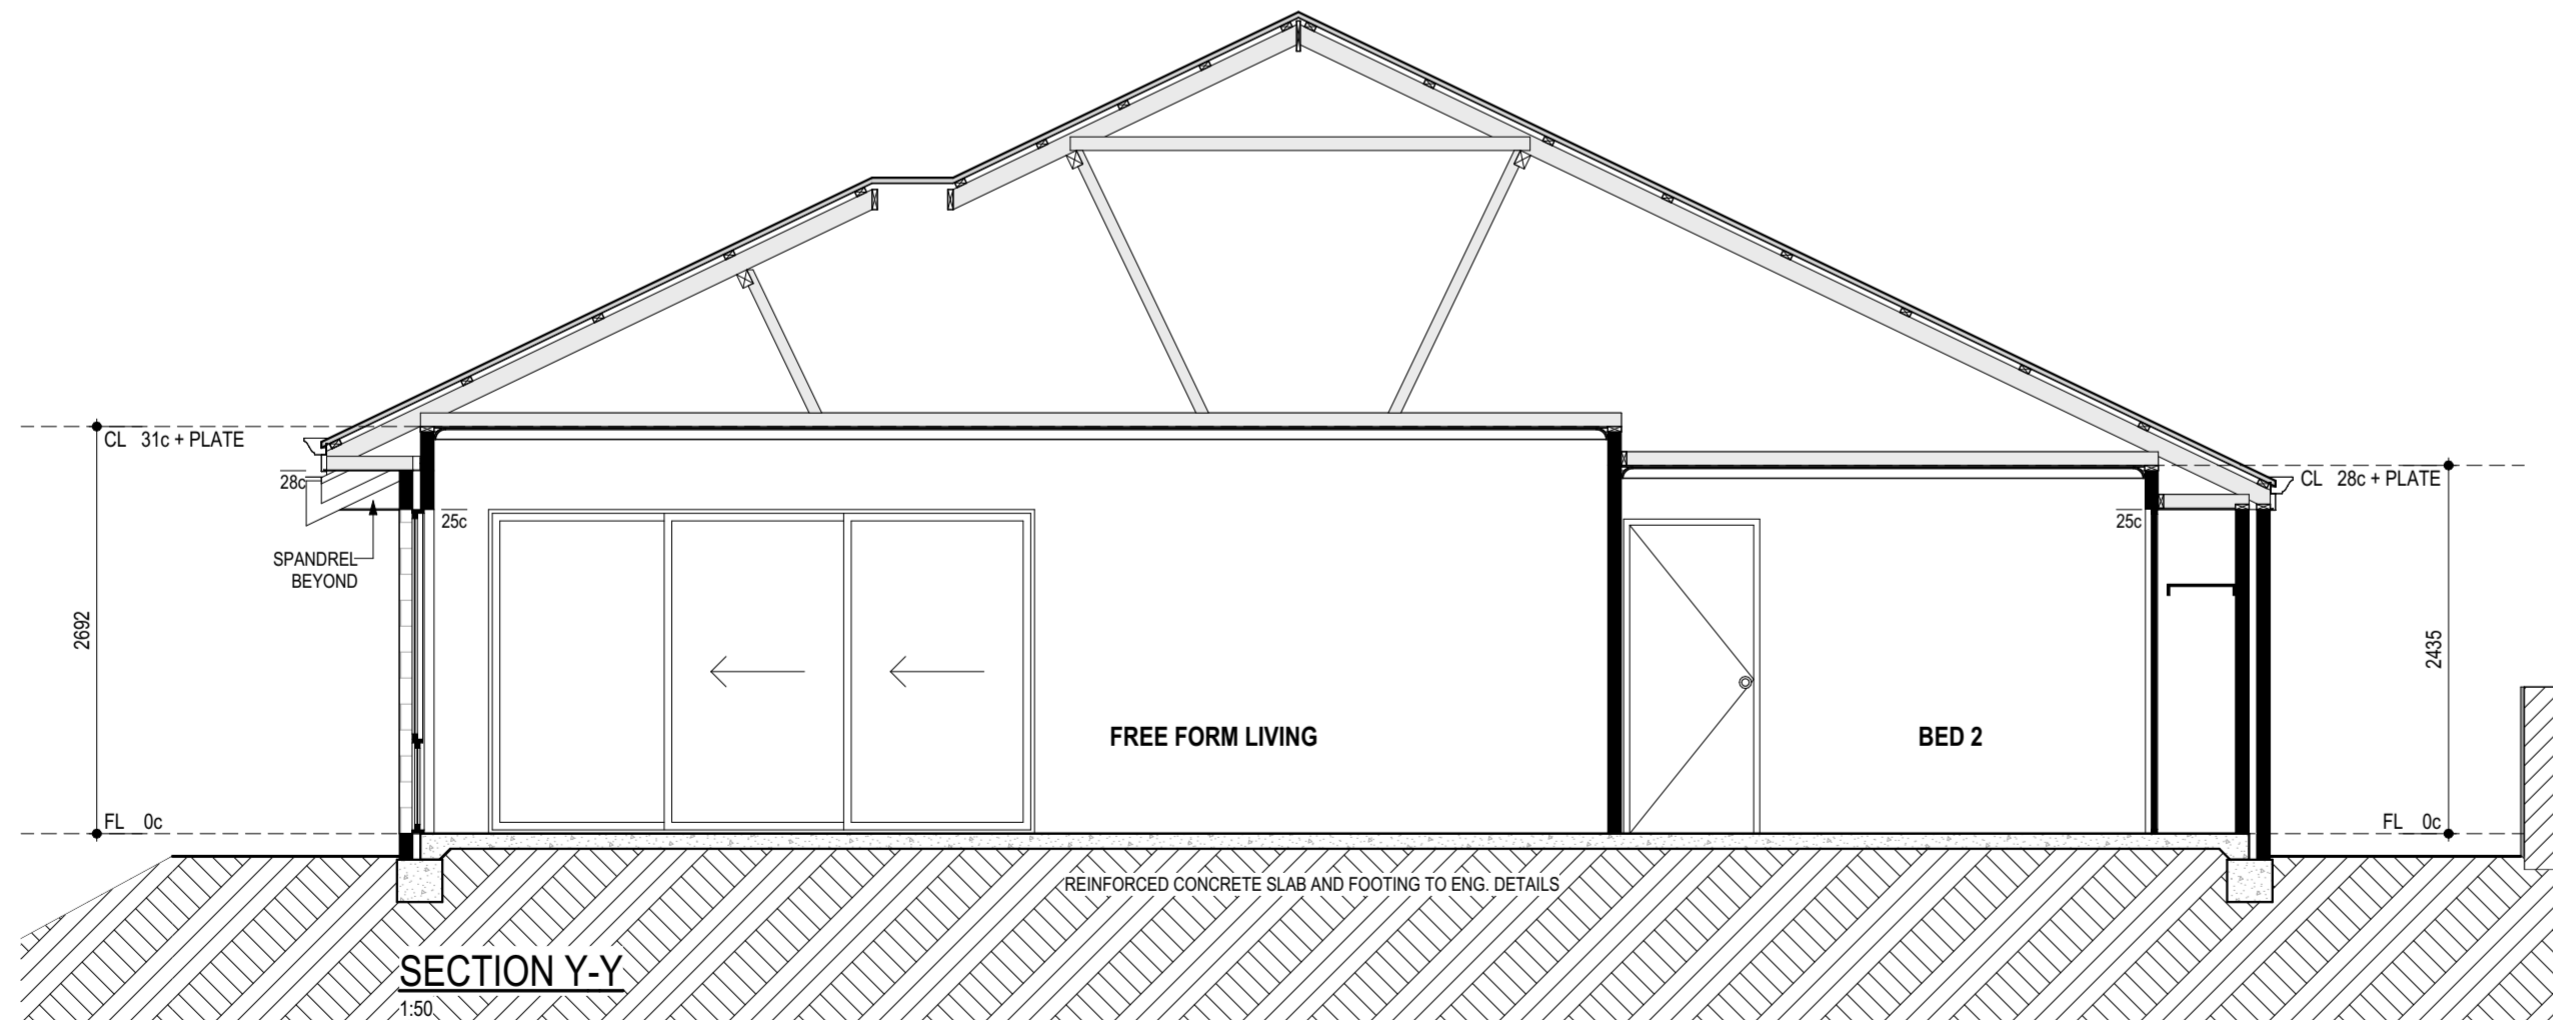 CL 31c + PLATE
28c
25c
SPANDREL
BEYOND
2692
FL 0c
FREE FORM LIVING
BED 2
25c
CL 28c + PLATE
2435
FL 0c
REINFORCED CONCRETE SLAB AND FOOTING TO ENG. DETAILS
SECTION Y-Y
1:50